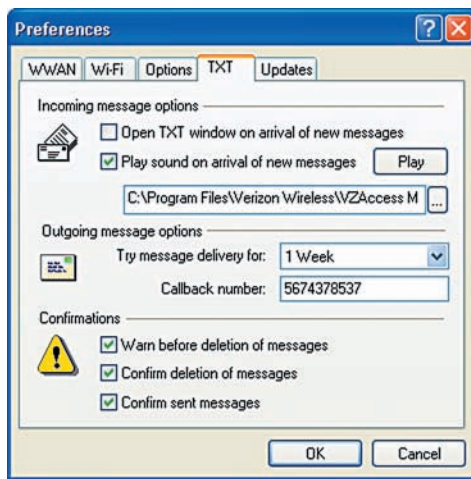 Preferences
WWAN Wi-Fi Options TXT Updates
Incoming message options
Open TXT window on arrival of new messages
Play sound on arrival of new messages Play
C:\Program Files\Verizon Wireless\VZAccess M ...
Outgoing message options
Try message delivery for: 1 Week
Callback number: 5674378537
Confirmations
Warn before deletion of messages
Confirm deletion of messages
Confirm sent messages
OK Cancel